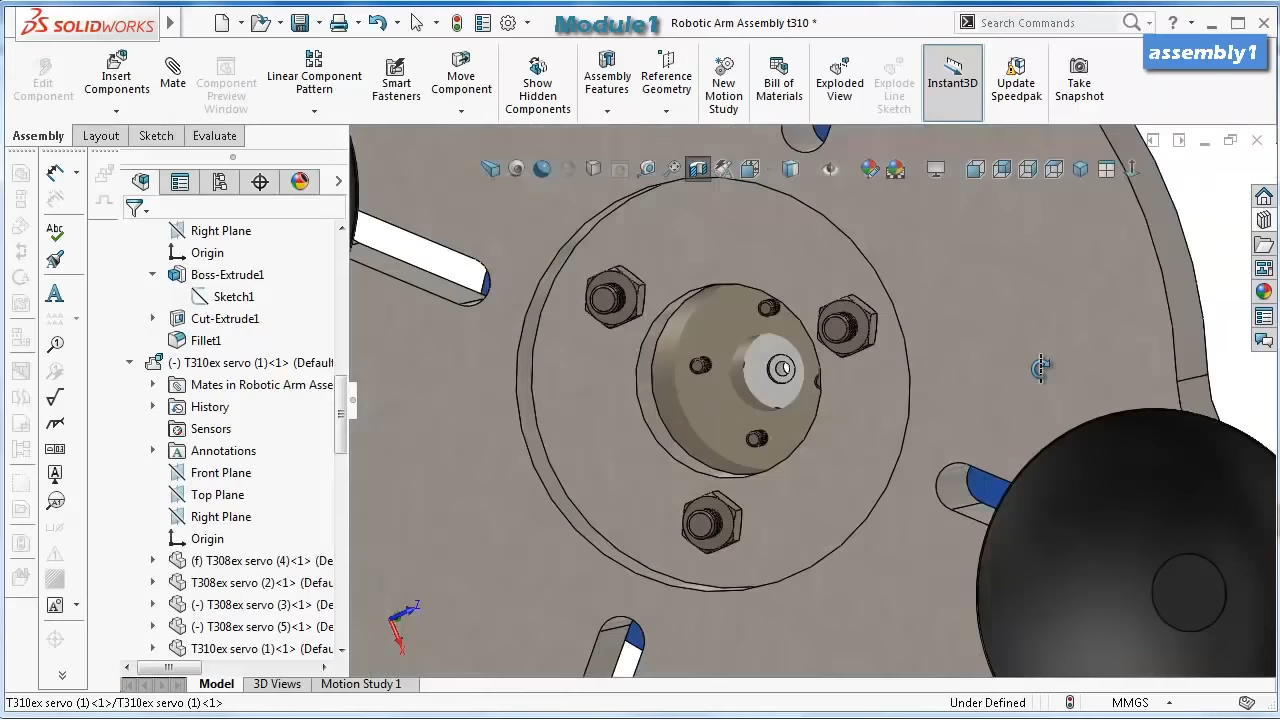 SOLIDWORKS
Module1
Robotic Arm Assembly t310 *
Search Commands
?
assembly1
Edit Component
Insert Components
Mate
Component Preview Window
Linear Component Pattern
Smart Fasteners
Move Component
Show Hidden Components
Assembly Features
Reference Geometry
New Motion Study
Bill of Materials
Exploded View
Explode Line Sketch
Instant3D
Update Speedpak
Take Snapshot
Assembly
Layout
Sketch
Evaluate
Right Plane
Origin
Boss-Extrude1
Sketch1
Cut-Extrude1
Fillet1
(-) T310ex servo (1)<1> (Default
Mates in Robotic Arm Asse
History
Sensors
Annotations
Front Plane
Top Plane
Right Plane
Origin
(f) T308ex servo (4)<1> (De
T308ex servo (2)<1> (Defau
(-) T308ex servo (3)<1> (De
(-) T308ex servo (5)<1> (De
T310ex servo (1)<1> (Defau
Abc
A
Z
X
Model
3D Views
Motion Study 1
T310ex servo (1)<1>/T310ex servo (1)<1>
Under Defined
MMGS